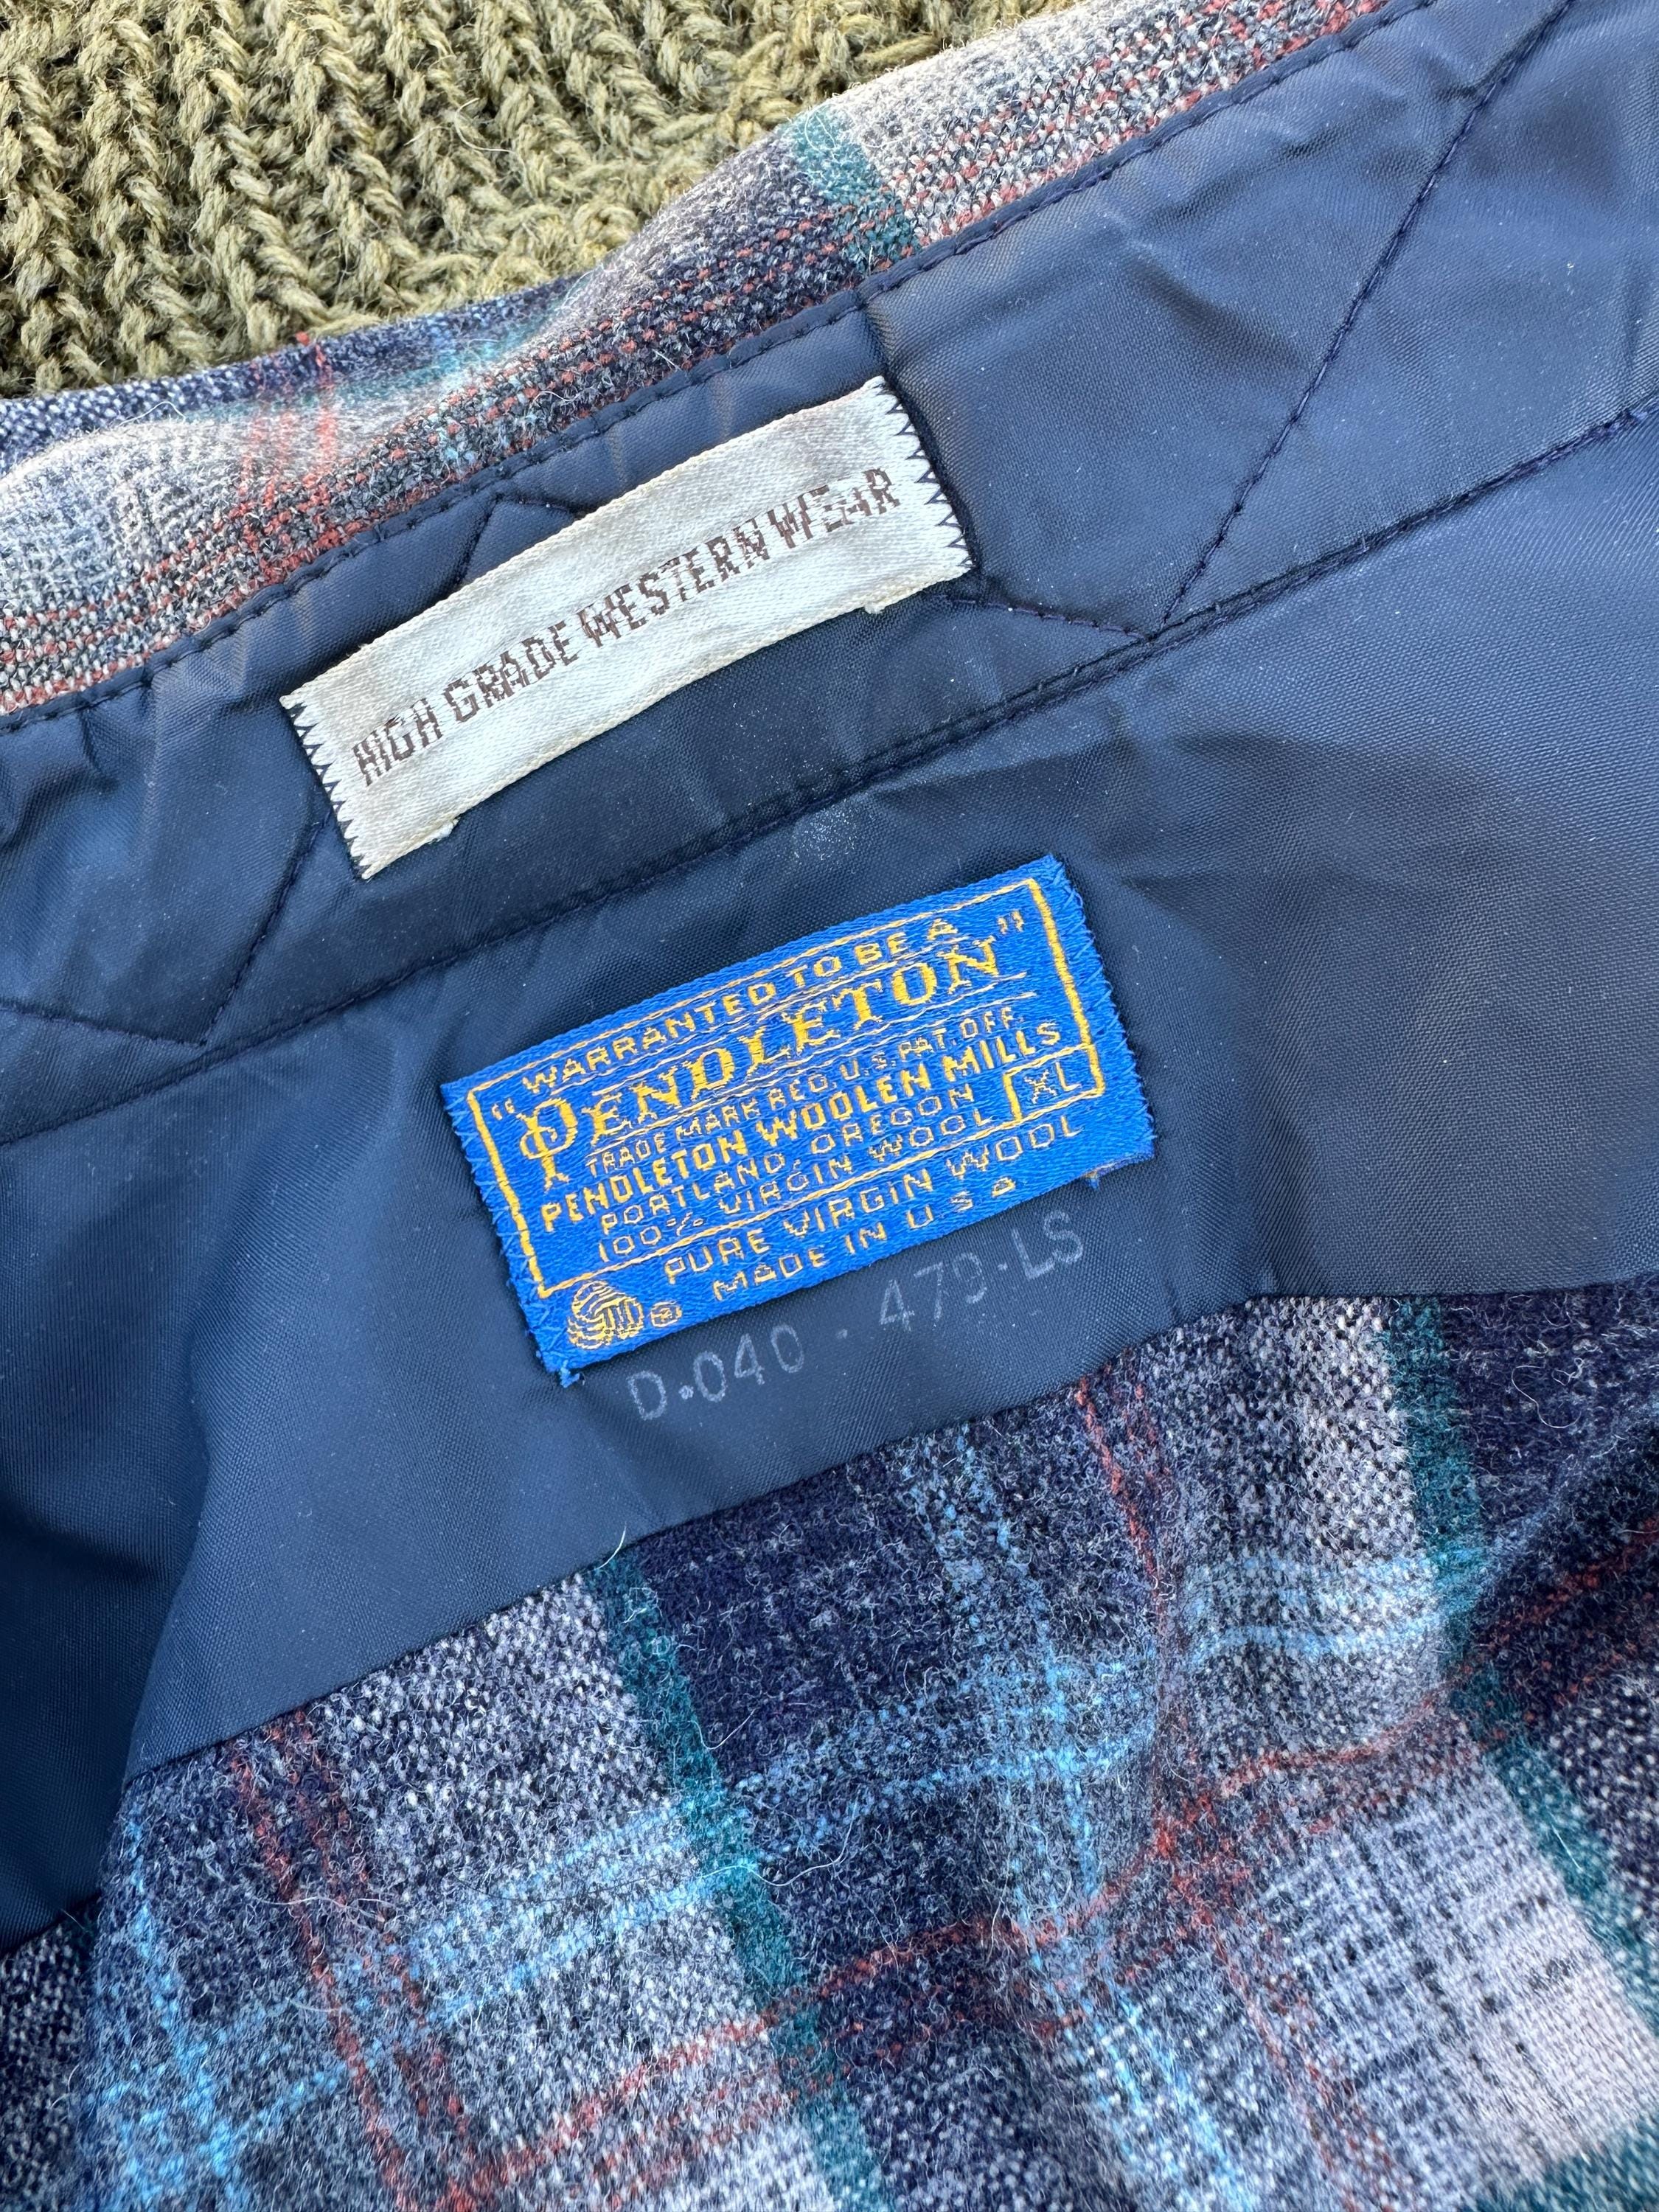 HIGH GRADE WESTERN WEAR
WARRANTED TO BE A
"PENDLETON"
TRADE MARK REG. U.S. PAT. OFF.
PENDLETON WOOLEN MILLS
PORTLAND, OREGON
XL
100% VIRGIN WOOL
PURE VIRGIN WOOL
MADE IN U S A
D.040 - 479-LS